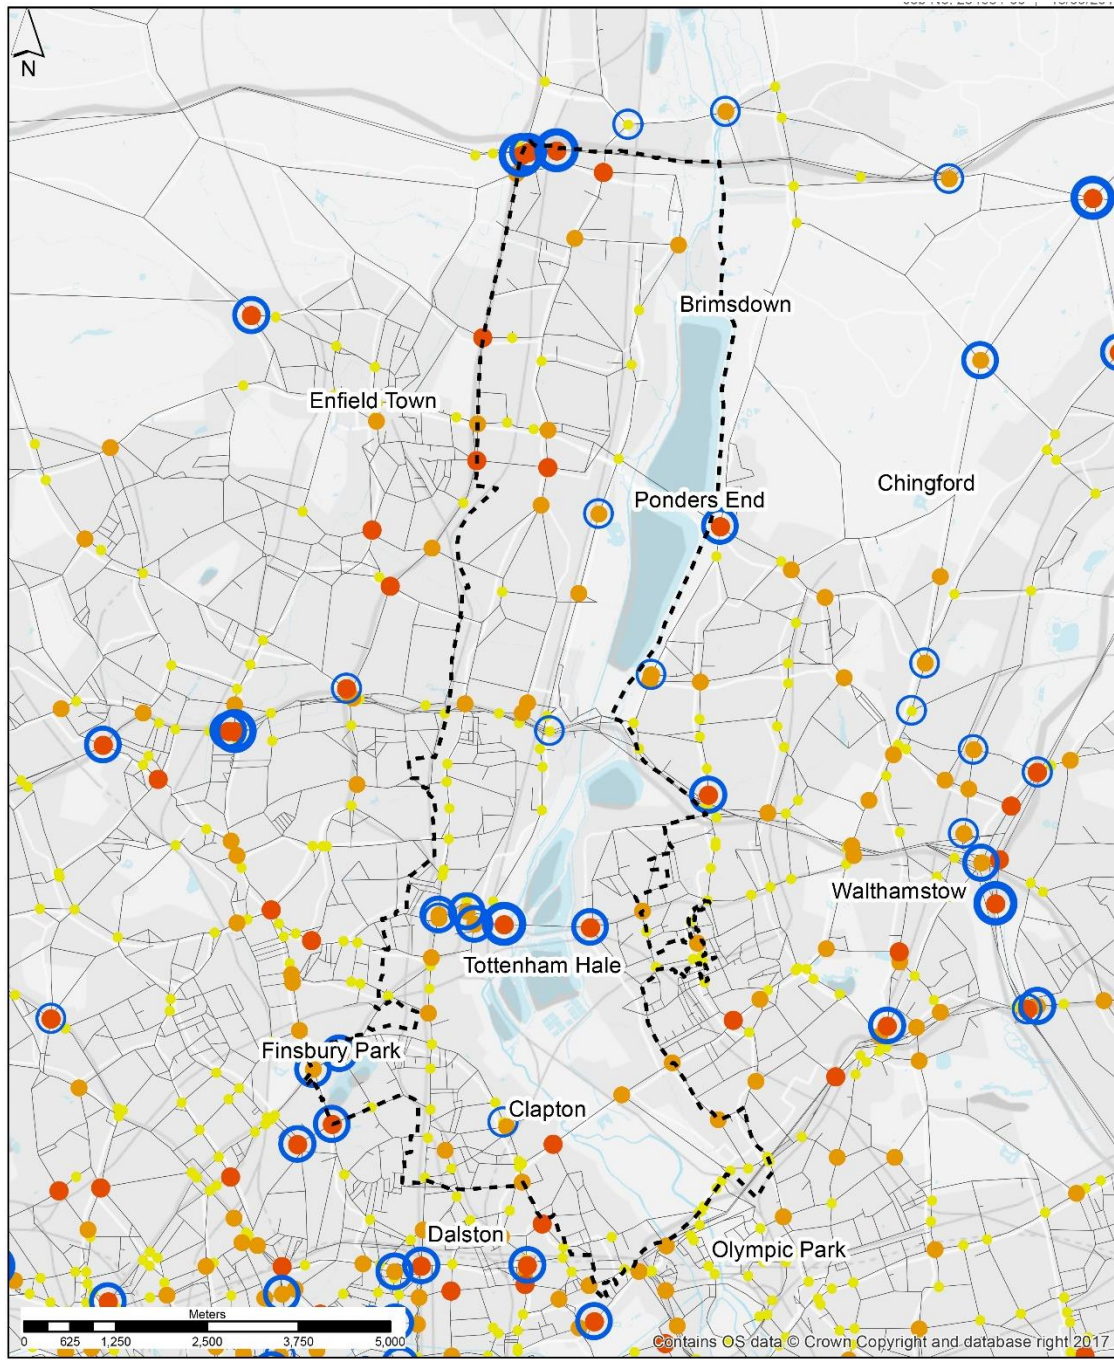 N
Brimsdown
Enfield Town
Chingford
Ponders End
Walthamstow
Tottenham Hale
Finsbury Park
Clapton
Dalston
Olympic Park
Meters
0 625 1,250 2,500 3,750 5,000
Contains OS data © Crown Copyright and database right 2017